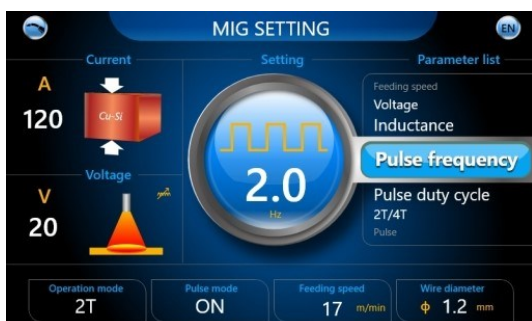 MIG SETTING
EN
Current
A
120
Cu-Si
Voltage
V
20
Setting
2.0
Hz
Parameter list
Feeding speed
Voltage
Inductance
Pulse frequency
Pulse duty cycle
2T/4T
Pulse
Operation mode
2T
Pulse mode
ON
Feeding speed
17 m/min
Wire diameter
ϕ 1.2 mm